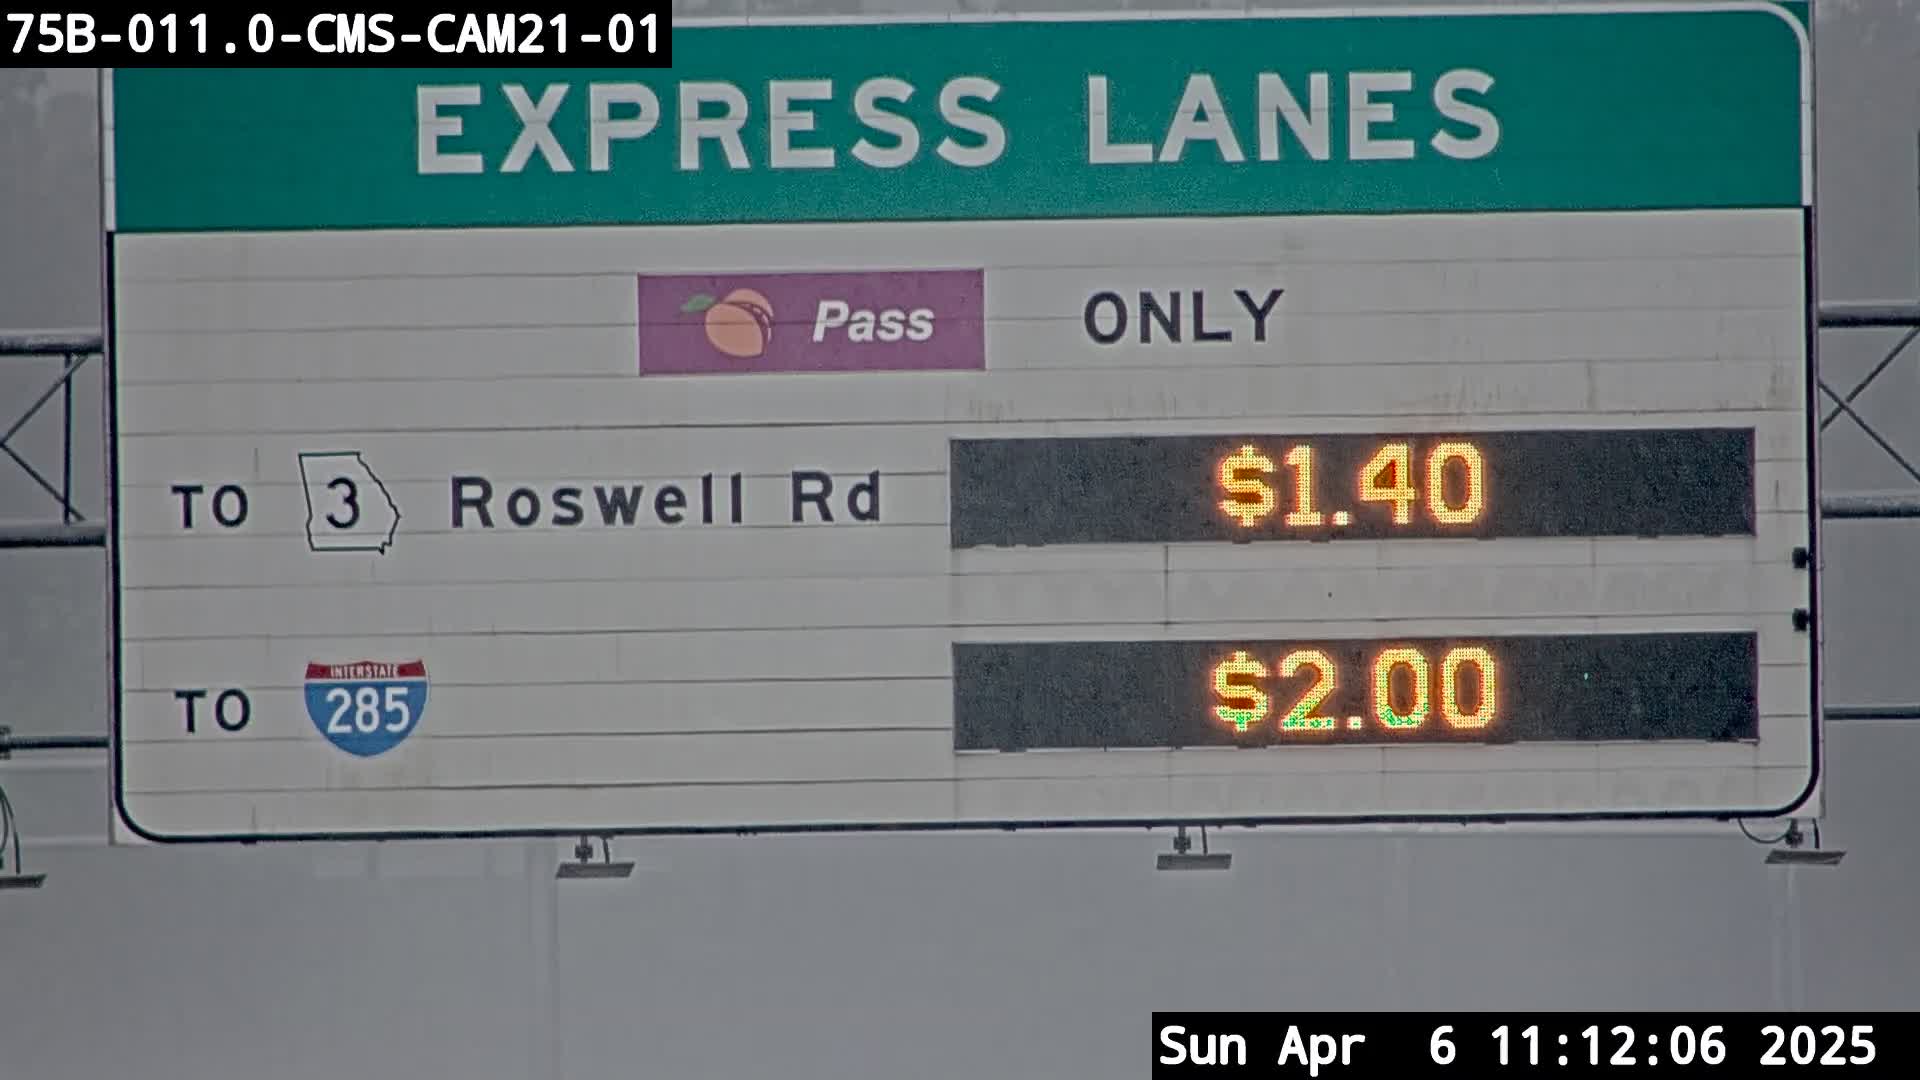 75B-011.0-CMS-CAM21-01
EXPRESS LANES
Pass ONLY
TO 3 Roswell Rd $1.40
TO INTERSTATE 285 $2.00
Sun Apr 6 11:12:06 2025